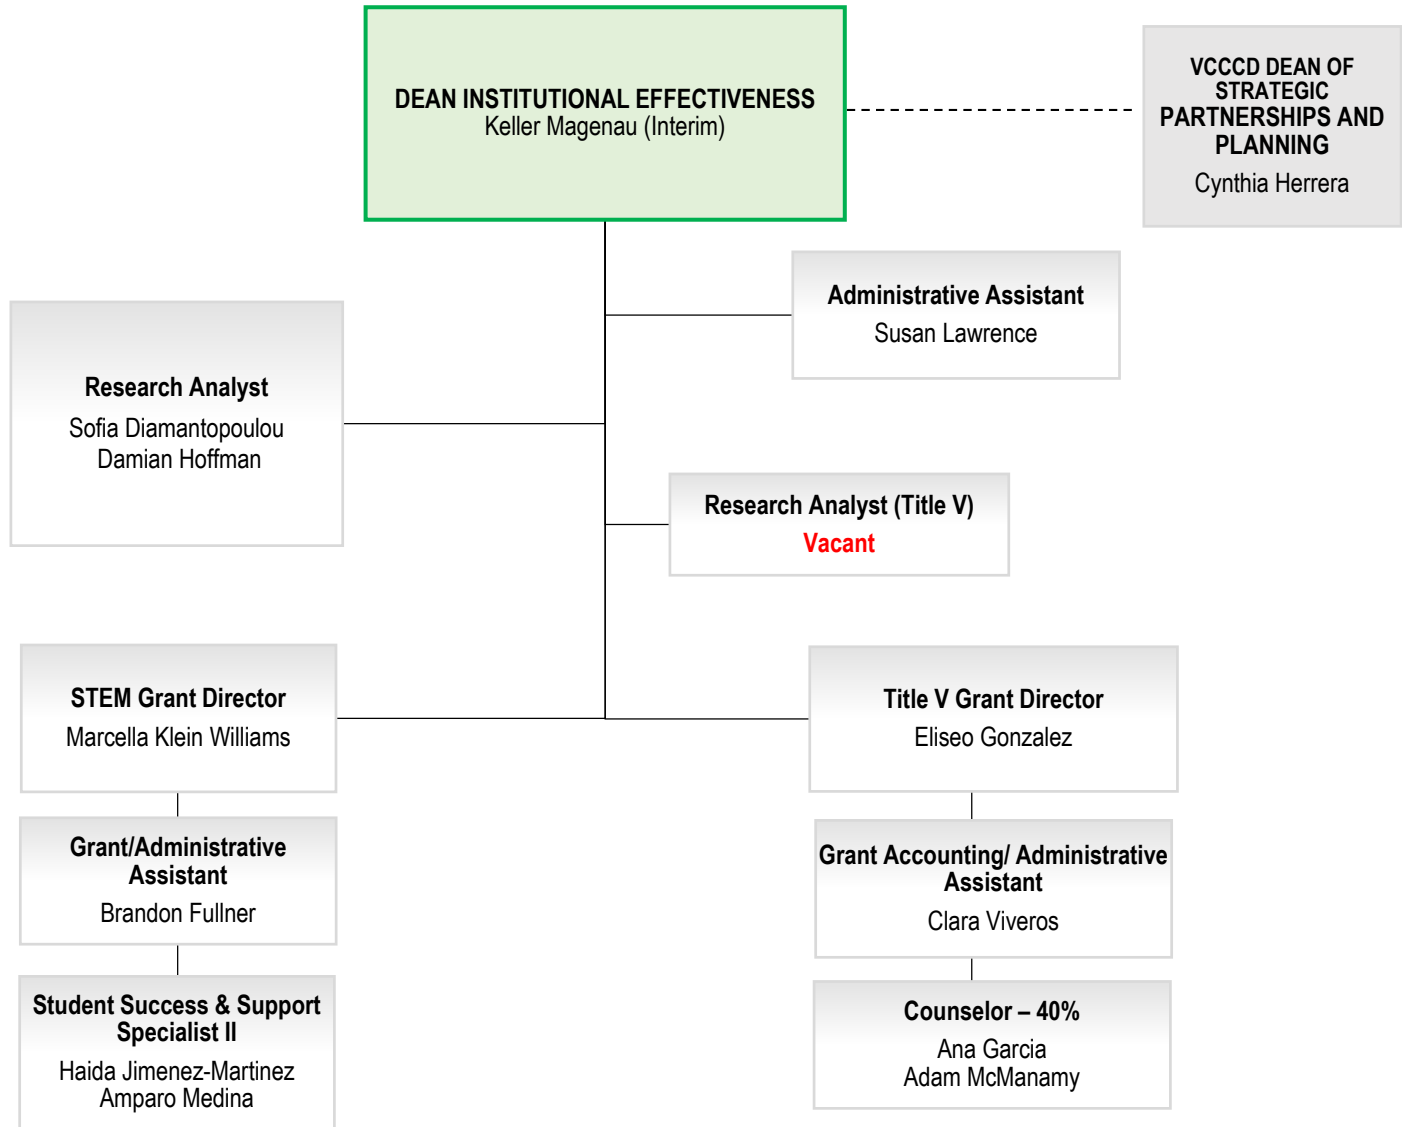 DEAN INSTITUTIONAL EFFECTIVENESS
Keller Magenau (Interim)
VCCCD DEAN OF
STRATEGIC
PARTNERSHIPS AND
PLANNING
Cynthia Herrera
Administrative Assistant
Susan Lawrence
Research Analyst
Sofia Diamantopoulou
Damian Hoffman
Research Analyst (Title V)
Vacant
STEM Grant Director
Marcella Klein Williams
Title V Grant Director
Eliseo Gonzalez
Grant/Administrative
Assistant
Brandon Fullner
Grant Accounting/ Administrative
Assistant
Clara Viveros
Student Success & Support
Specialist II
Haida Jimenez-Martinez
Amparo Medina
Counselor – 40%
Ana Garcia
Adam McManamy